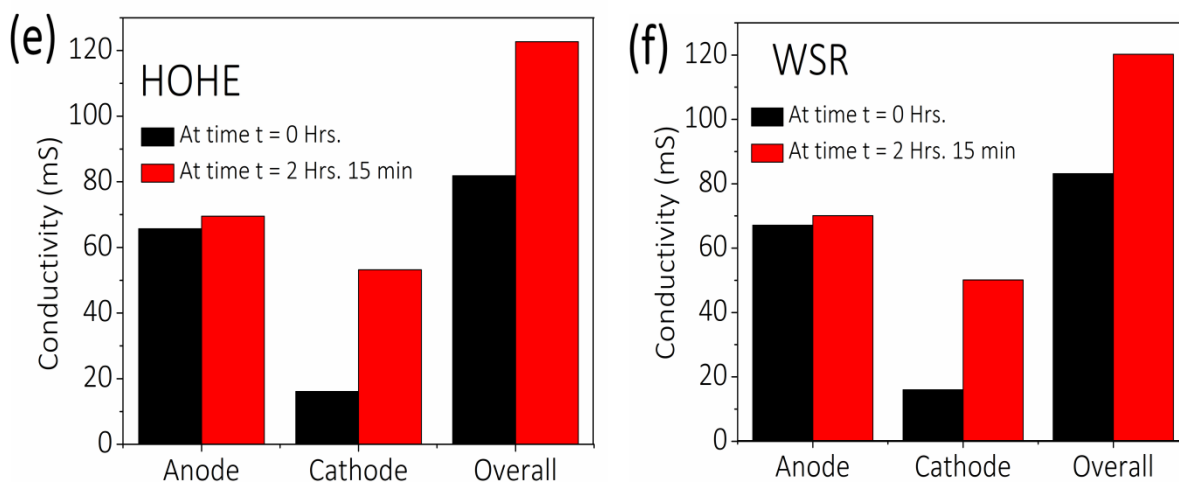 (e)
HOHE
At time t = 0 Hrs.
At time t = 2 Hrs. 15 min
Conductivity (mS)
120
100
80
60
40
20
0
Anode Cathode Overall
(f)
WSR
At time t = 0 Hrs.
At time t = 2 Hrs. 15 min
Conductivity (mS)
120
100
80
60
40
20
0
Anode Cathode Overall